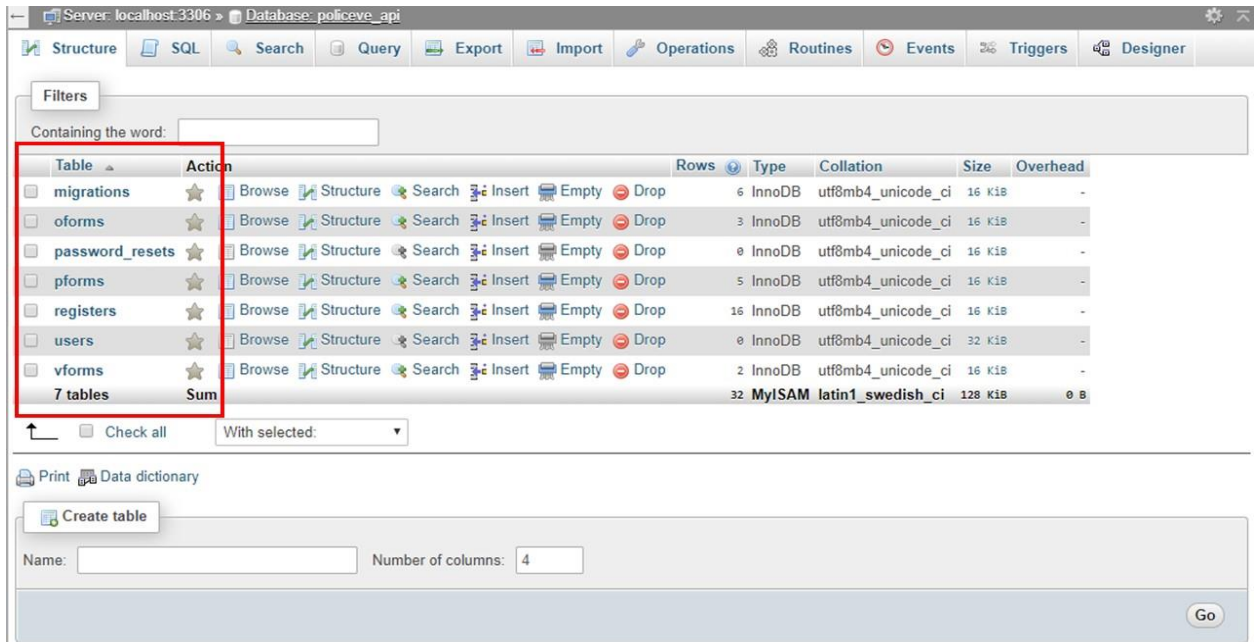 Server: localhost:3306 » Database: policeve_api
Structure SQL Search Query Export Import Operations Routines Events Triggers Designer
Filters
Containing the word:
Table Action Rows Type Collation Size Overhead
migrations Browse Structure Search Insert Empty Drop 6 InnoDB utf8mb4_unicode_ci 16 KiB -
oforms Browse Structure Search Insert Empty Drop 3 InnoDB utf8mb4_unicode_ci 16 KiB -
password_resets Browse Structure Search Insert Empty Drop 0 InnoDB utf8mb4_unicode_ci 16 KiB -
pforms Browse Structure Search Insert Empty Drop 5 InnoDB utf8mb4_unicode_ci 16 KiB -
registers Browse Structure Search Insert Empty Drop 16 InnoDB utf8mb4_unicode_ci 16 KiB -
users Browse Structure Search Insert Empty Drop 0 InnoDB utf8mb4_unicode_ci 32 KiB -
vforms Browse Structure Search Insert Empty Drop 2 InnoDB utf8mb4_unicode_ci 16 KiB -
7 tables Sum 32 MyISAM latin1_swedish_ci 128 KiB 0 B
Check all With selected:
Print Data dictionary
Create table
Name: Number of columns: 4
Go